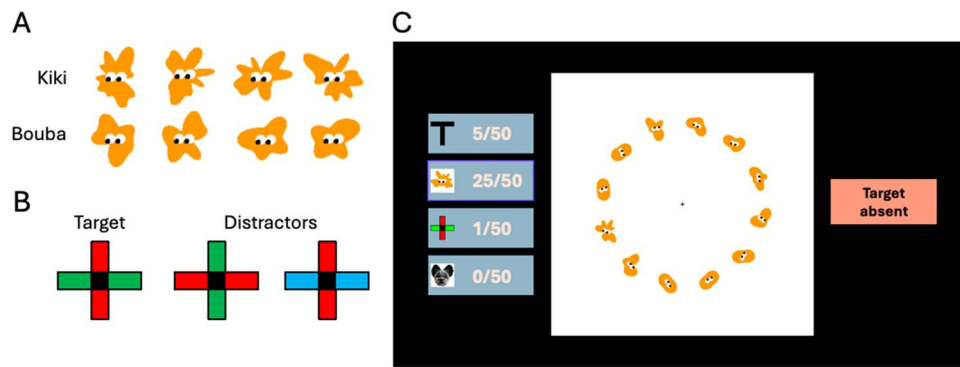 A
Kiki
Bouba
B
Target Distractors
C
T 5/50
25/50
1/50
0/50
Target
absent